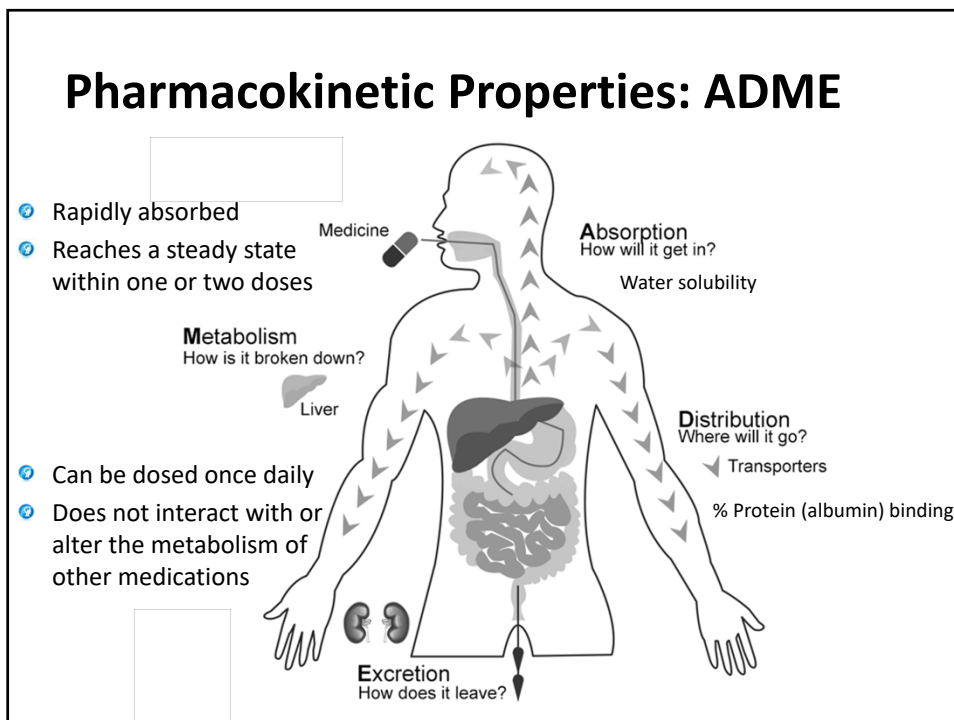 Pharmacokinetic Properties: ADME
Rapidly absorbed
Reaches a steady state
within one or two doses
Medicine
Absorption
How will it get in?
Water solubility
Metabolism
How is it broken down?
Liver
Distribution
Where will it go?
Transporters
% Protein (albumin) binding
Can be dosed once daily
Does not interact with or
alter the metabolism of
other medications
Excretion
How does it leave?